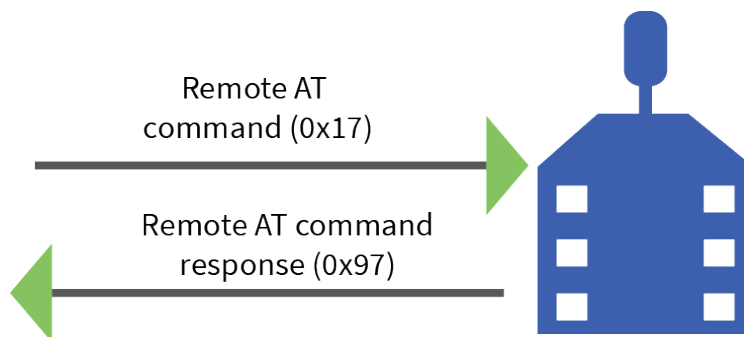 Remote AT
command (0x17)
Remote AT command
response (0x97)